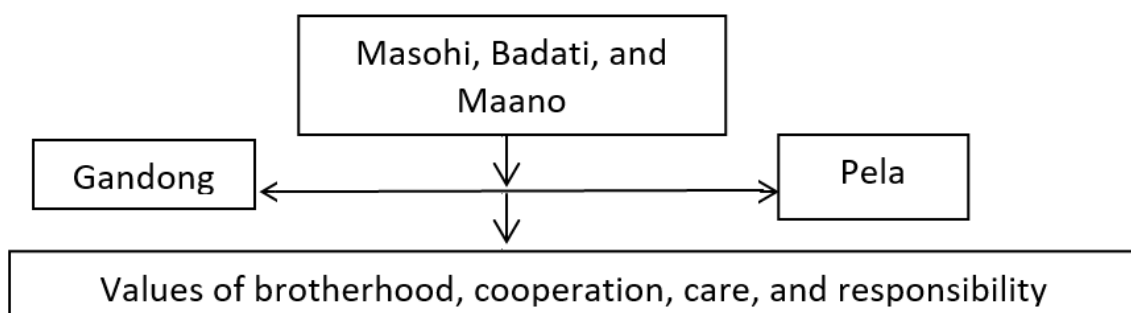 Masohi, Badati, and
Maano
Gandong
Pela
Values of brotherhood, cooperation, care, and responsibility